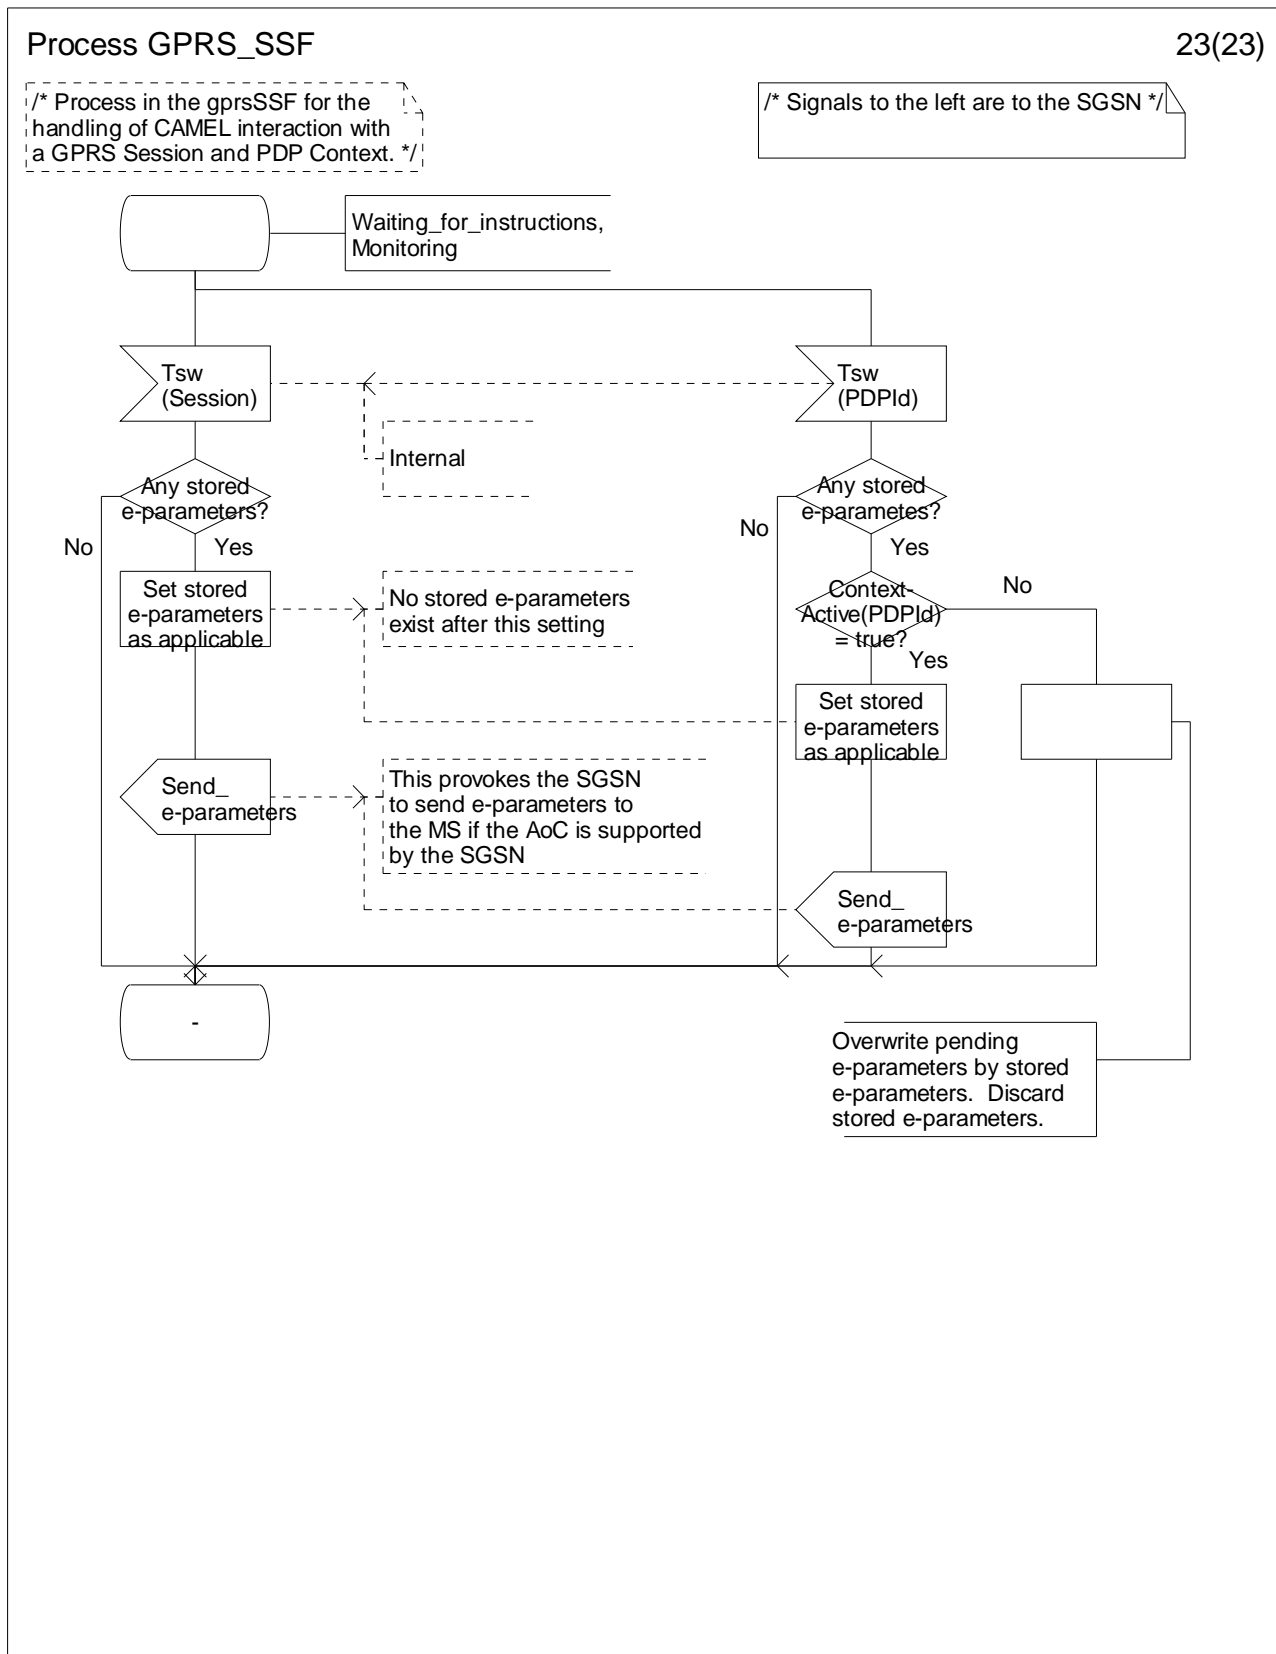 Process GPRS_SSF
23(23)
/* Process in the gprsSSF for the
handling of CAMEL interaction with
a GPRS Session and PDP Context. */
/* Signals to the left are to the SGSN */
Waiting_for_instructions,
Monitoring
Tsw
(Session)
Tsw
(PDPId)
Internal
Any stored
e-parameters?
Any stored
e-parametes?
No
Yes
No
Yes
Set stored
e-parameters
as applicable
No stored e-parameters
exist after this setting
Context-
Active(PDPId)
= true?
No
Yes
Set stored
e-parameters
as applicable
Send_
e-parameters
This provokes the SGSN
to send e-parameters to
the MS if the AoC is supported
by the SGSN
Send_
e-parameters
-
Overwrite pending
e-parameters by stored
e-parameters.  Discard
stored e-parameters.